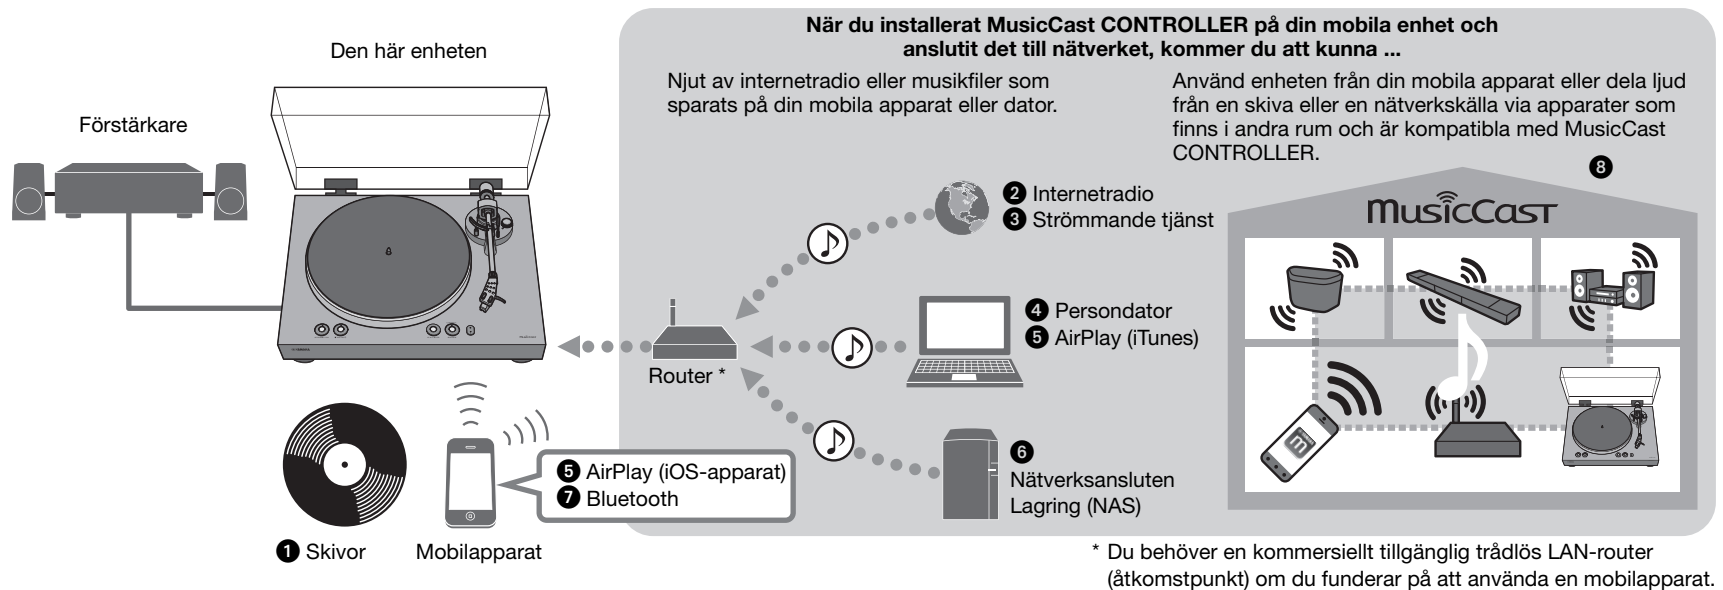 När du installerat MusicCast CONTROLLER på din mobila enhet och
anslutit det till nätverket, kommer du att kunna ...
Den här enheten
Förstärkare
Njut av internetradio eller musikfiler som
sparats på din mobila apparat eller dator.
Använd enheten från din mobila apparat eller dela ljud
från en skiva eller en nätverkskälla via apparater som
finns i andra rum och är kompatibla med MusicCast
CONTROLLER.
8
MusicCast
2 Internetradio
3 Strömmande tjänst
4 Persondator
5 AirPlay (iTunes)
Router *
6
Nätverksansluten
Lagring (NAS)
5 AirPlay (iOS-apparat)
7 Bluetooth
1 Skivor
Mobilapparat
* Du behöver en kommersiellt tillgänglig trådlös LAN-router
(åtkomstpunkt) om du funderar på att använda en mobilapparat.